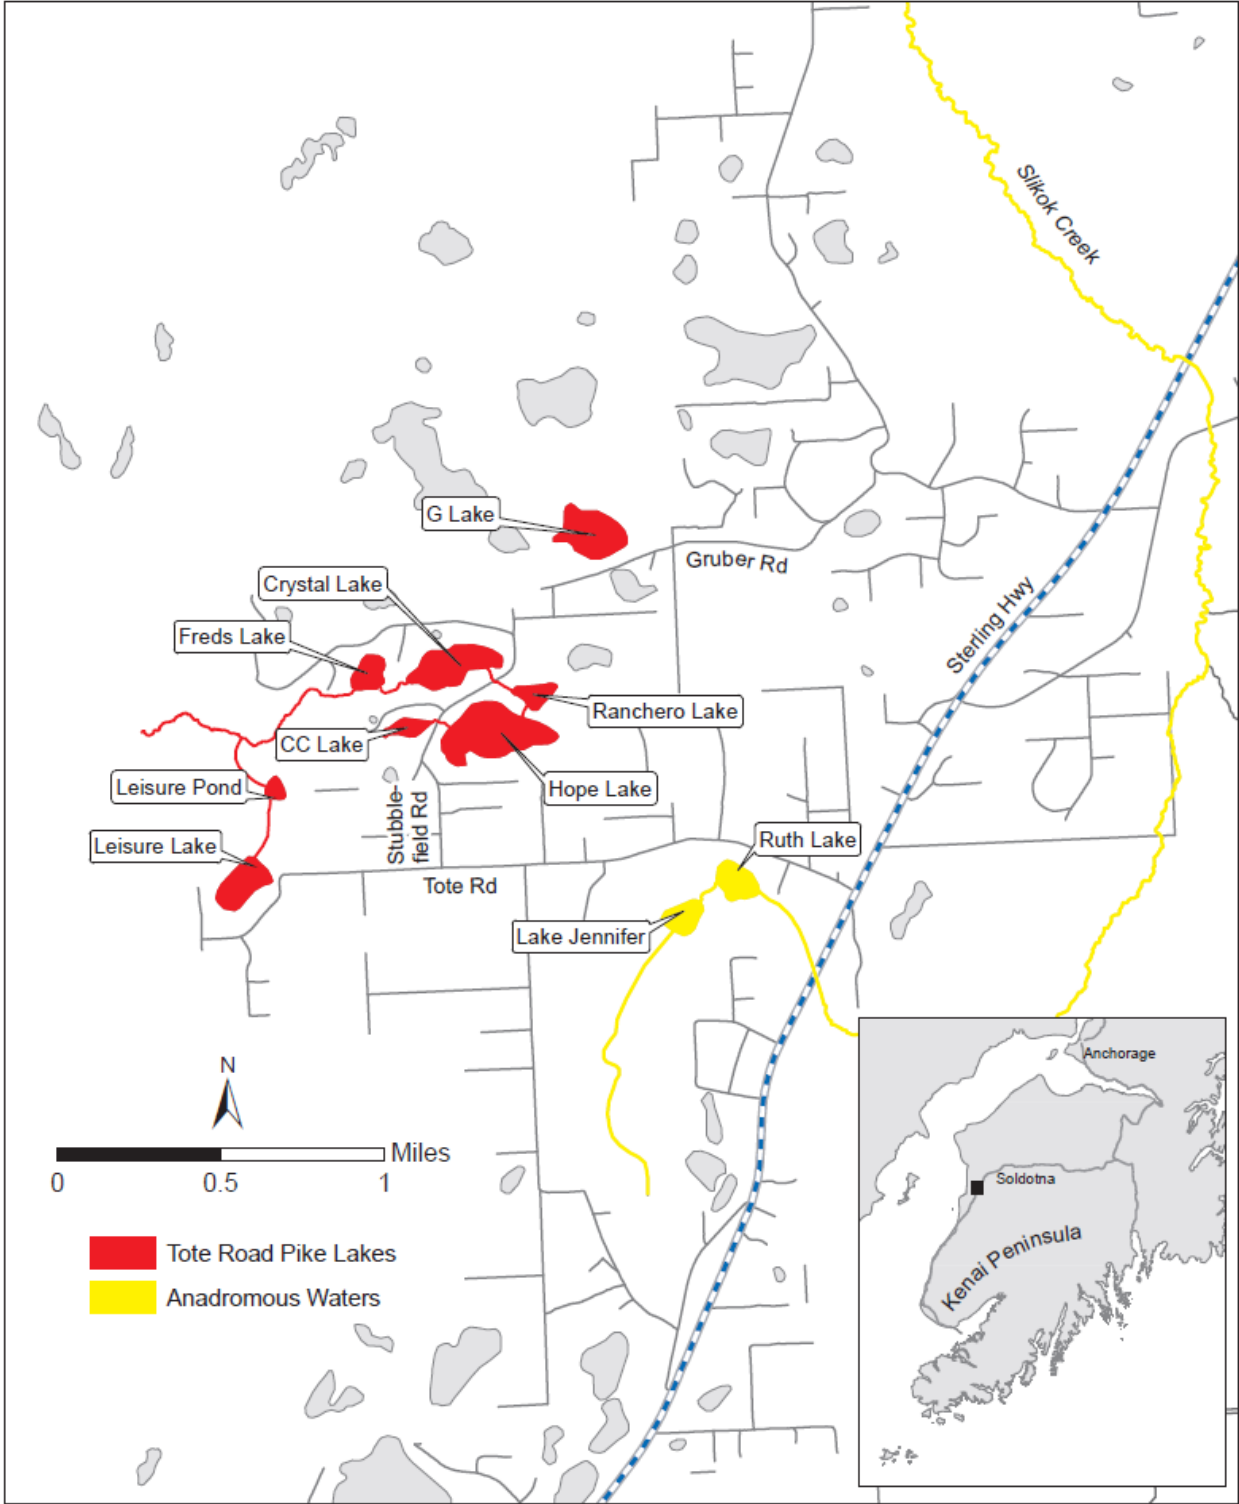 Slikok Creek
G Lake
Gruber Rd
Crystal Lake
Sterling Hwy
Freds Lake
Ranchero Lake
CC Lake
Leisure Pond
Hope Lake
Stubble-
field Rd
Ruth Lake
Leisure Lake
Tote Rd
Lake Jennifer
N
Miles
0 0.5 1
Tote Road Pike Lakes
Anadromous Waters
Anchorage
Soldotna
Kenai Peninsula